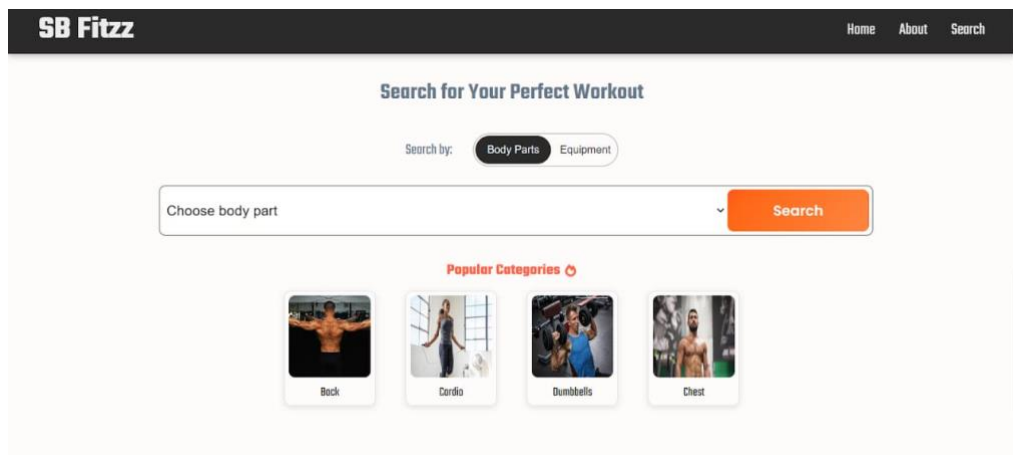 SB Fitzz
Home About Search
Search for Your Perfect Workout
Search by: Body Parts Equipment
Choose body part Search
Popular Categories
Back Cardio Dumbbells Chest